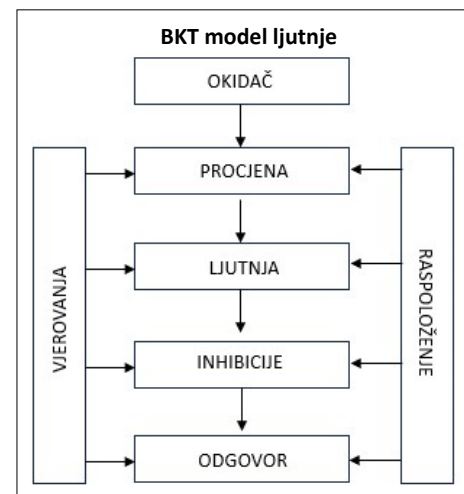 BKT model ljutnje
OKIDAČ
PROCJENA
LJUTNJA
INHIBICIJE
ODGOVOR
VJEROVANJA
RASPOLOŽENJE